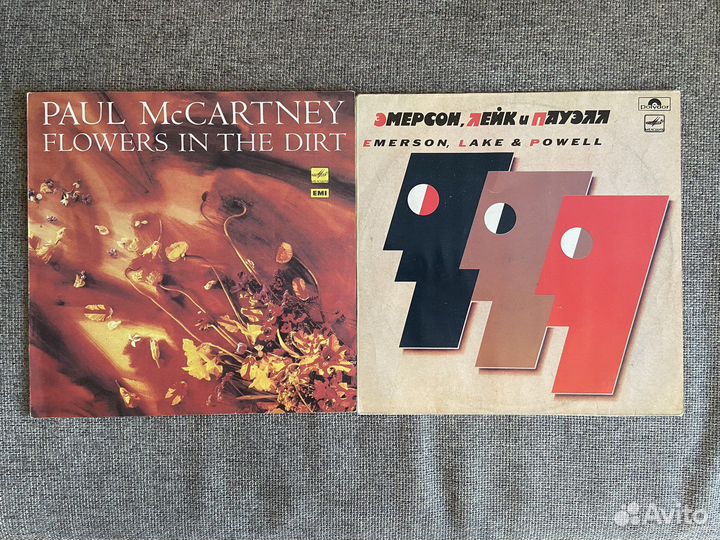 PAUL McCARTNEY
FLOWERS IN THE DIRT
EMI
polydor
ЭМЕРСОН, ЛЕЙК и ПАУЭЛЛ
EMERSON, LAKE & POWELL
Avito